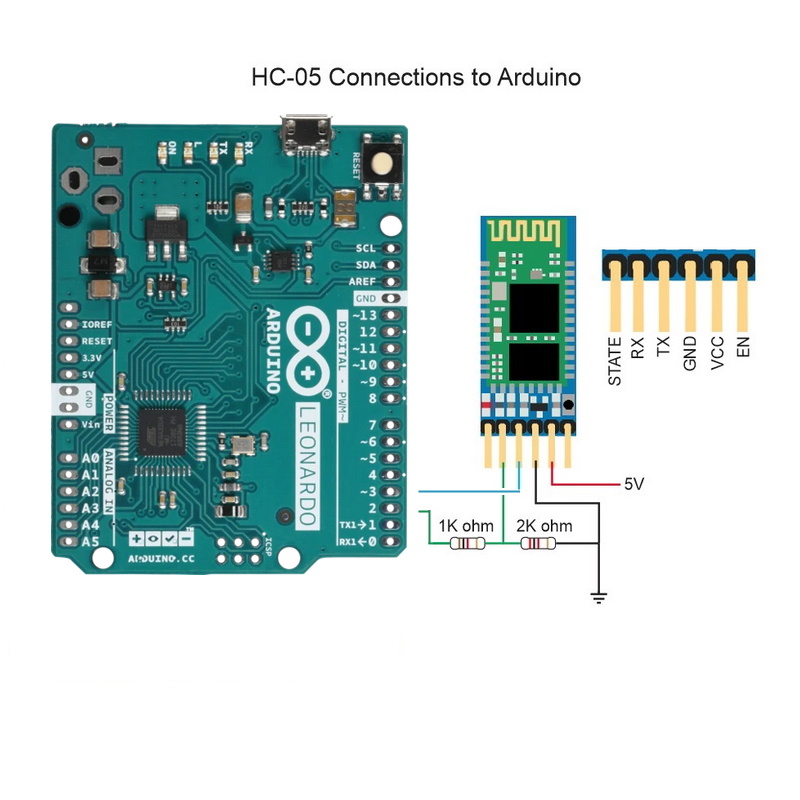 HC-05 Connections to Arduino
ON
L
TX
RX
RESET
SCL
SDA
AREF
GND
~13
12
~11
~10
~9
8
7
~6
~5
4
~3
2
TX1→1
RX1←0
DIGITAL - PWM~
ARDUINO
LEONARDO
IOREF
RESET
3.3V
5V
GND
Vin
POWER
A0
A1
A2
A3
A4
A5
ANALOG IN
ICSP
ARDUINO.CC
STATE
RX
TX
GND
VCC
EN
5V
1K ohm
2K ohm